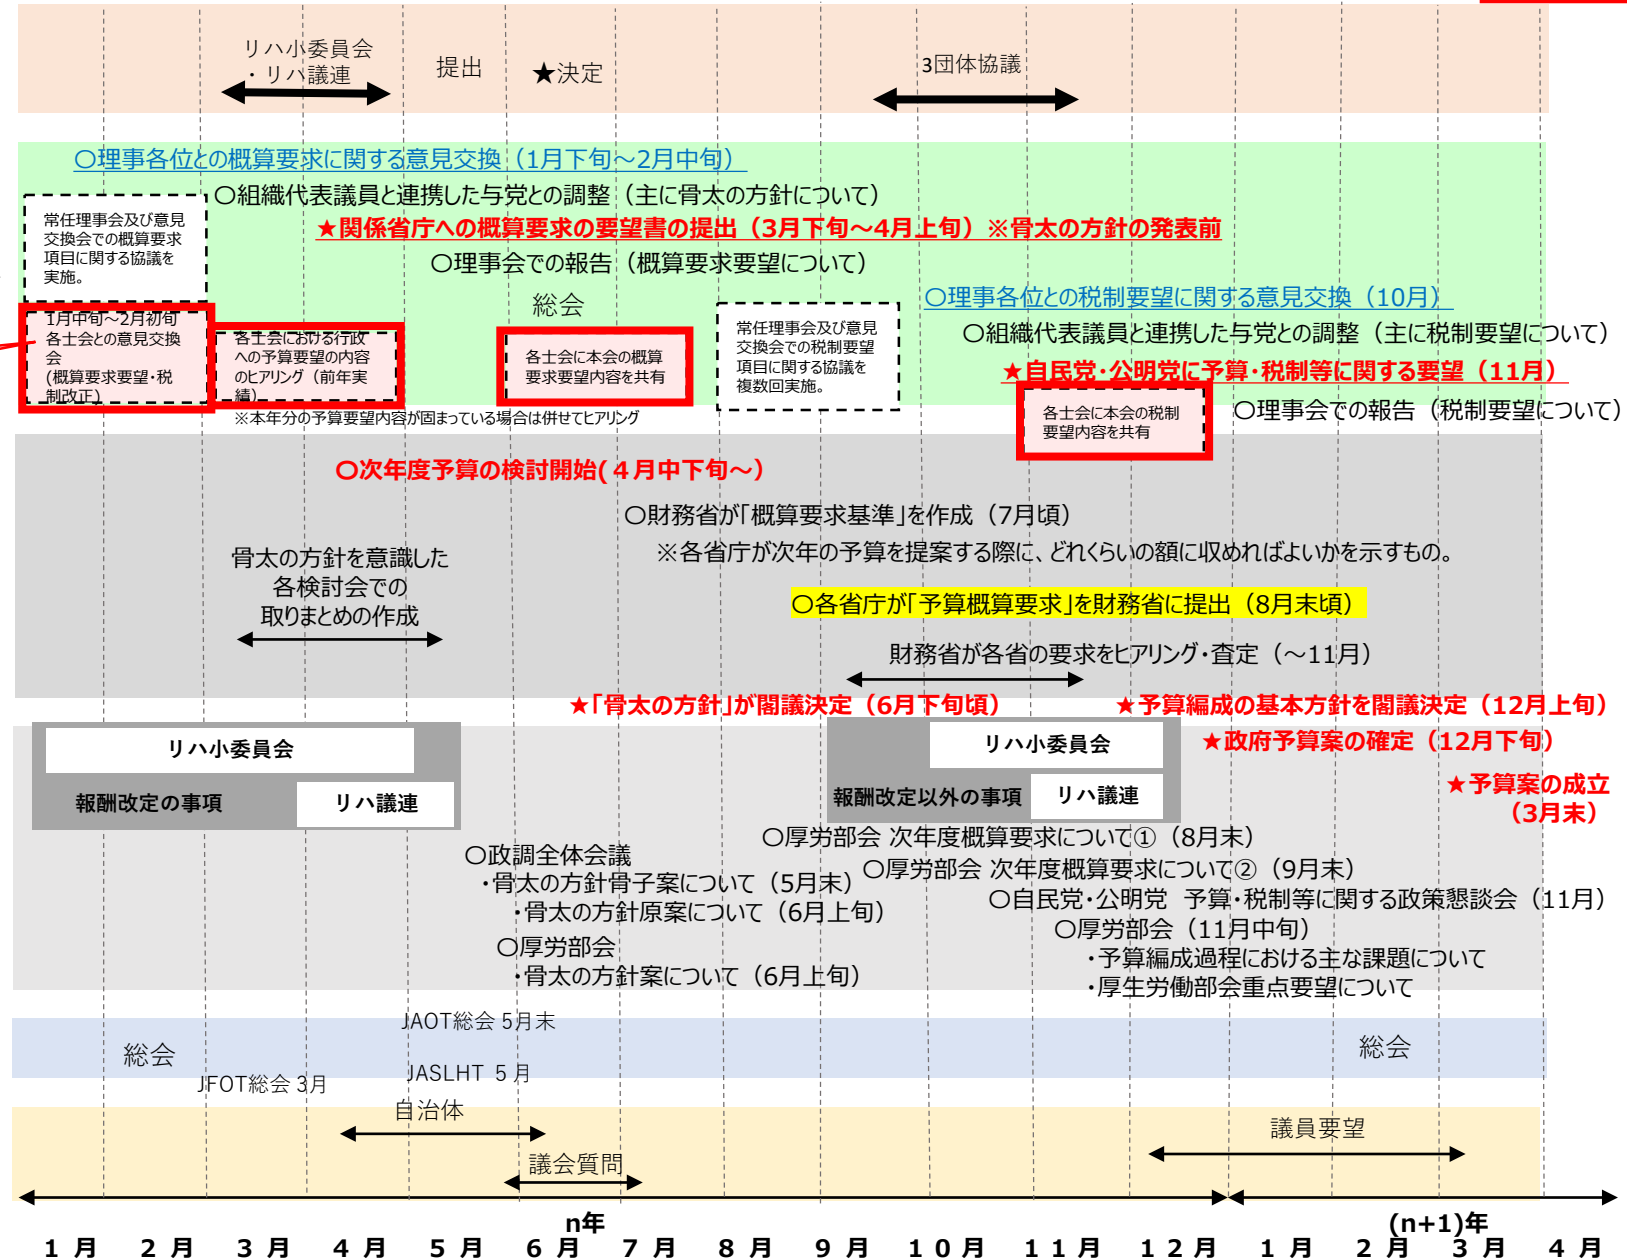 リハ小委員会
・リハ議連
提出
★決定
3団体協議
〇理事各位との概算要求に関する意見交換（1月下旬～2月中旬）
〇組織代表議員と連携した与党との調整（主に骨太の方針について）
常任理事会及び意見
交換会での概算要求
項目に関する協議を
実施。
★関係省庁への概算要求の要望書の提出（3月下旬～4月上旬）※骨太の方針の発表前
〇理事会での報告（概算要求要望について）
総会
〇理事各位との税制要望に関する意見交換（10月）
1月中旬～2月初旬
各士会との意見交換
会
(概算要求要望・税
制改正)
各士会における行政
への予算要望の内容
のヒアリング（前年実
績）
※本年分の予算要望内容が固まっている場合は併せてヒアリング
各士会に本会の概算
要求要望内容を共有
常任理事会及び意見
交換会での税制要望
項目に関する協議を
複数回実施。
〇組織代表議員と連携した与党との調整（主に税制要望について）
★自民党・公明党に予算・税制等に関する要望（11月）
各士会に本会の税制
要望内容を共有
〇理事会での報告（税制要望について）
〇次年度予算の検討開始(４月中下旬～）
〇財務省が「概算要求基準」を作成（7月頃）
※各省庁が次年の予算を提案する際に、どれくらいの額に収めればよいかを示すもの。
骨太の方針を意識した
各検討会での
取りまとめの作成
〇各省庁が「予算概算要求」を財務省に提出（8月末頃）
財務省が各省の要求をヒアリング・査定（～11月）
★「骨太の方針」が閣議決定（6月下旬頃）
★予算編成の基本方針を閣議決定（12月上旬）
リハ小委員会
報酬改定の事項
リハ議連
リハ小委員会
報酬改定以外の事項
リハ議連
★政府予算案の確定（12月下旬）
★予算案の成立
（3月末）
〇厚労部会 次年度概算要求について①（8月末）
〇政調全体会議
・骨太の方針骨子案について（5月末）
・骨太の方針原案について（6月上旬）
〇厚労部会 次年度概算要求について②（9月末）
〇自民党・公明党 予算・税制等に関する政策懇談会（11月）
〇厚労部会
・骨太の方針案について（6月上旬）
〇厚労部会（11月中旬）
・予算編成過程における主な課題について
・厚生労働部会重点要望について
JAOT総会 5月末
総会
総会
JFOT総会 3月
JASLHT 5月
自治体
議員要望
議会質問
n年
(n+1)年
1月 2月 3月 4月 5月 6月 7月 8月 9月 10月 11月 12月 1月 2月 3月 4月